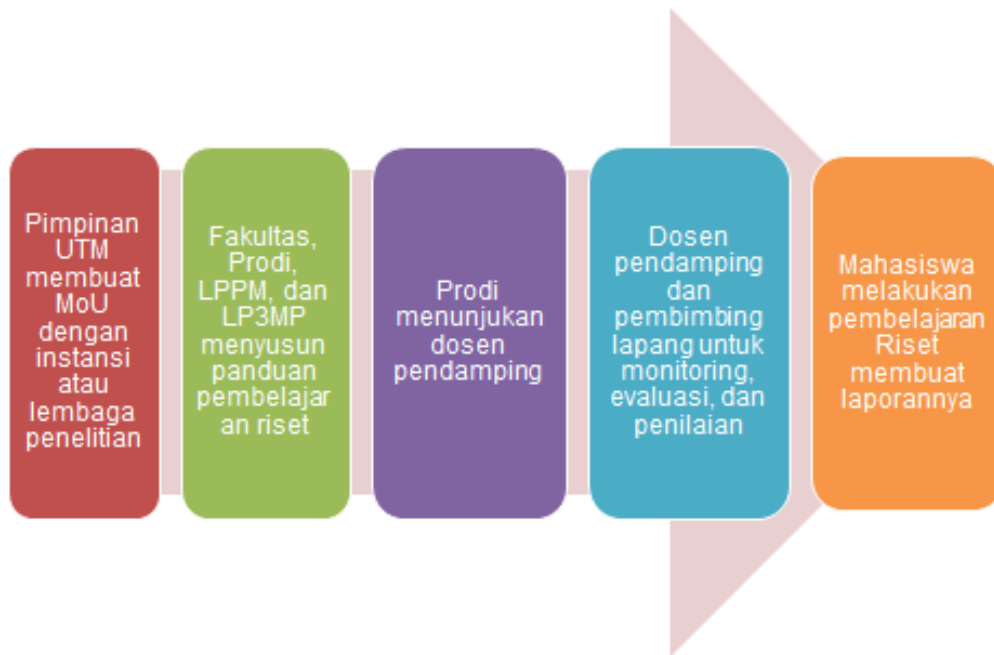 Pimpinan
UTM
membuat
MoU
dengan
instansi
atau
lembaga
penelitian
Fakultas,
Prodi,
LPPM, dan
LP3MP
menyusun
panduan
pembelajar
an riset
Prodi
menunjukan
dosen
pendamping
Dosen
pendamping
dan
pembimbing
lapang untuk
monitoring,
evaluasi, dan
penilaian
Mahasiswa
melakukan
pembelajaran
Riset
membuat
laporannya